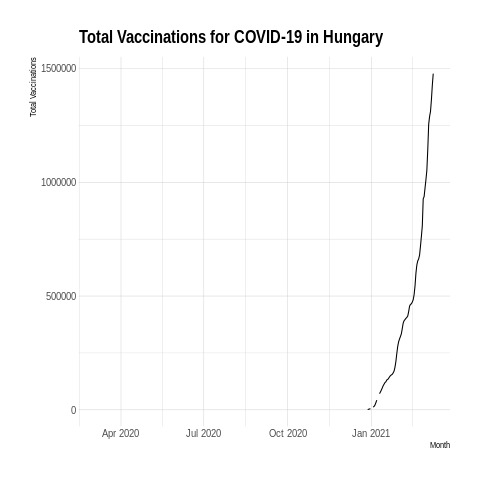 Total Vaccinations for COVID-19 in Hungary
Total Vaccinations
1500000
1000000
500000
0
Apr 2020 Jul 2020 Oct 2020 Jan 2021
Month